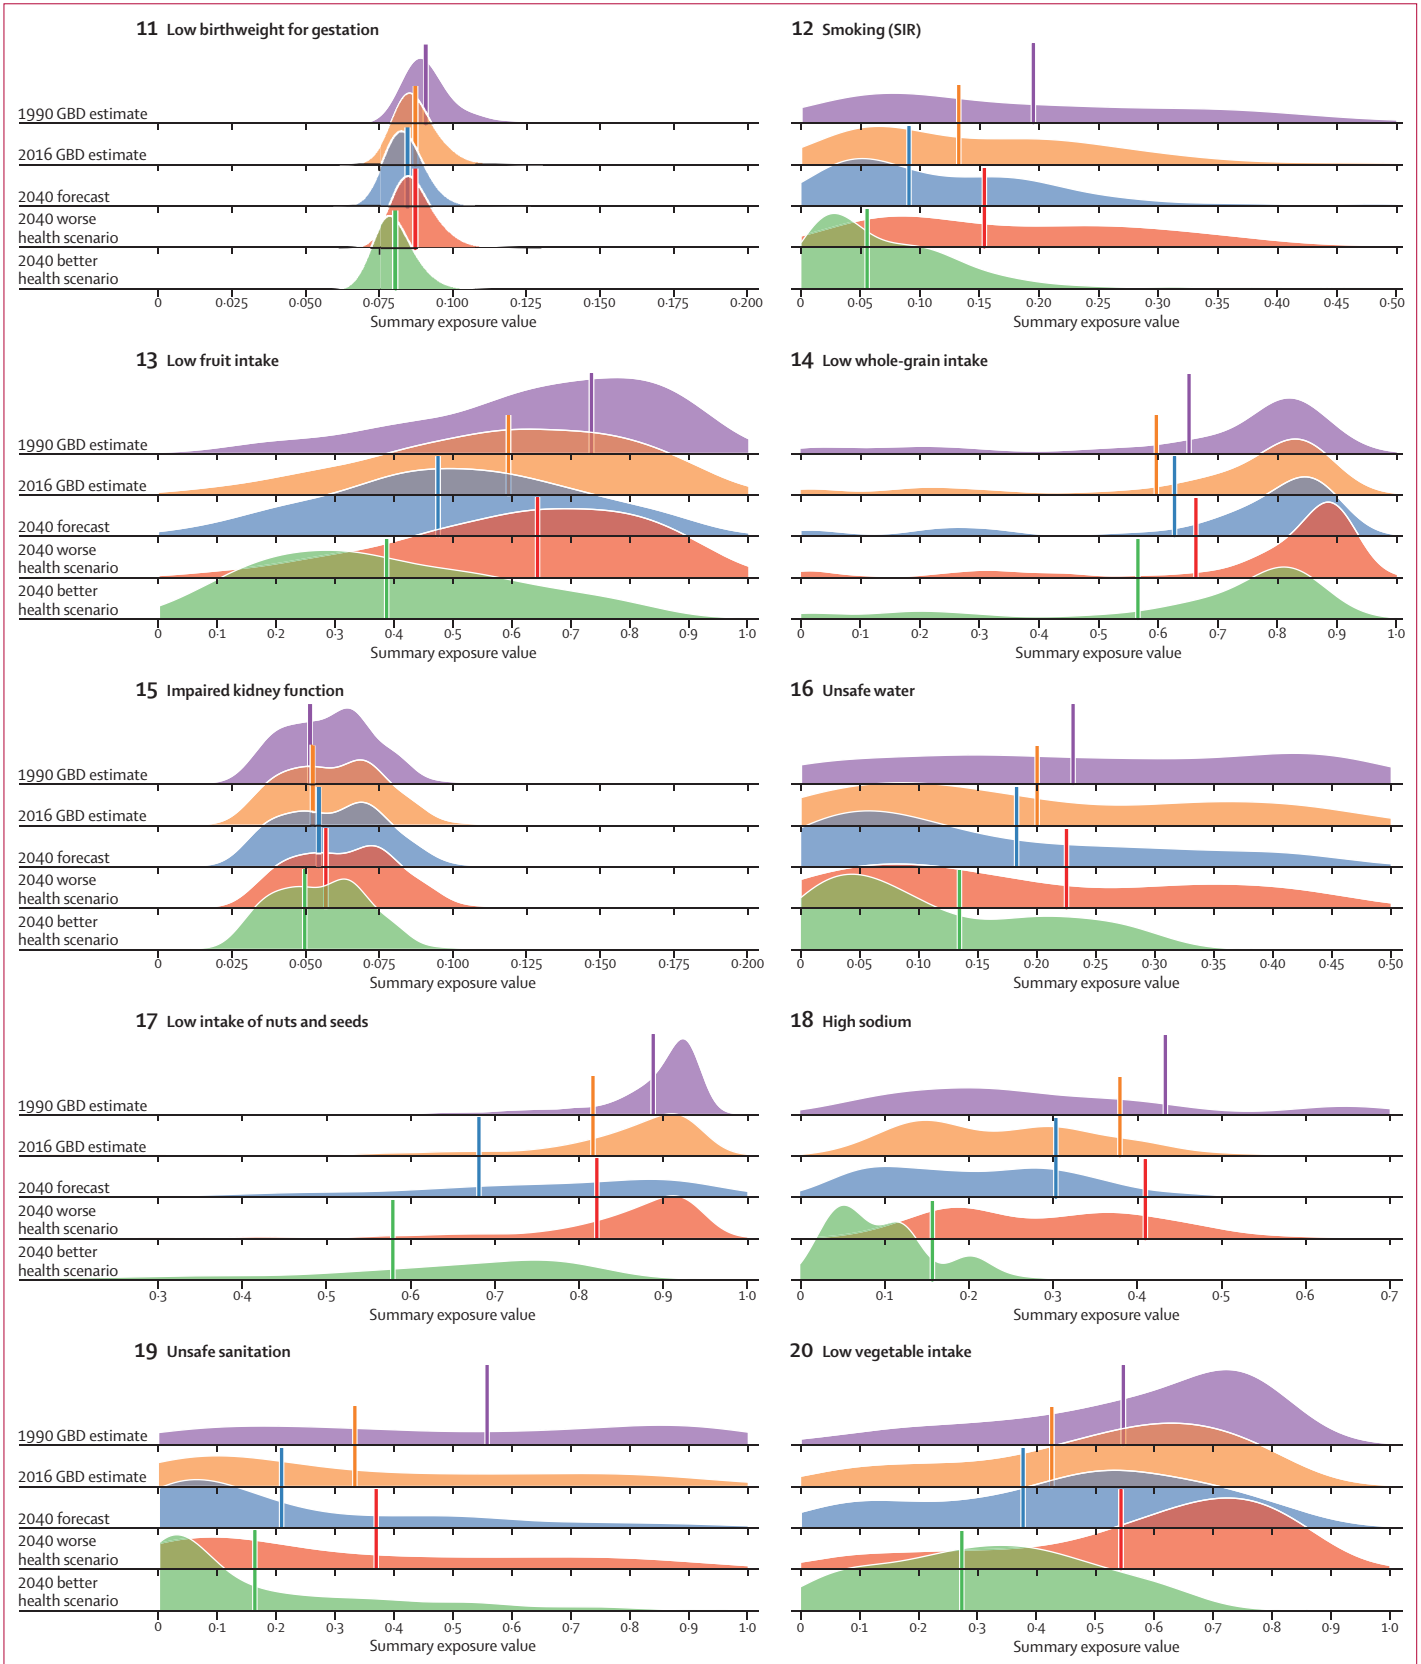 11 Low birthweight for gestation
1990 GBD estimate
2016 GBD estimate
2040 forecast
2040 worse
health scenario
2040 better
health scenario
0 0·025 0·050 0·075 0·100 0·125 0·150 0·175 0·200
Summary exposure value
12 Smoking (SIR)
0 0·05 0·10 0·15 0·20 0·25 0·30 0·35 0·40 0·45 0·50
Summary exposure value
13 Low fruit intake
1990 GBD estimate
2016 GBD estimate
2040 forecast
2040 worse
health scenario
2040 better
health scenario
0 0·1 0·2 0·3 0·4 0·5 0·6 0·7 0·8 0·9 1·0
Summary exposure value
14 Low whole-grain intake
0 0·1 0·2 0·3 0·4 0·5 0·6 0·7 0·8 0·9 1·0
Summary exposure value
15 Impaired kidney function
1990 GBD estimate
2016 GBD estimate
2040 forecast
2040 worse
health scenario
2040 better
health scenario
0 0·025 0·050 0·075 0·100 0·125 0·150 0·175 0·200
Summary exposure value
16 Unsafe water
0 0·05 0·10 0·15 0·20 0·25 0·30 0·35 0·40 0·45 0·50
Summary exposure value
17 Low intake of nuts and seeds
1990 GBD estimate
2016 GBD estimate
2040 forecast
2040 worse
health scenario
2040 better
health scenario
0·3 0·4 0·5 0·6 0·7 0·8 0·9 1·0
Summary exposure value
18 High sodium
0 0·1 0·2 0·3 0·4 0·5 0·6 0·7
Summary exposure value
19 Unsafe sanitation
1990 GBD estimate
2016 GBD estimate
2040 forecast
2040 worse
health scenario
2040 better
health scenario
0 0·1 0·2 0·3 0·4 0·5 0·6 0·7 0·8 0·9 1·0
Summary exposure value
20 Low vegetable intake
0 0·1 0·2 0·3 0·4 0·5 0·6 0·7 0·8 0·9 1·0
Summary exposure value